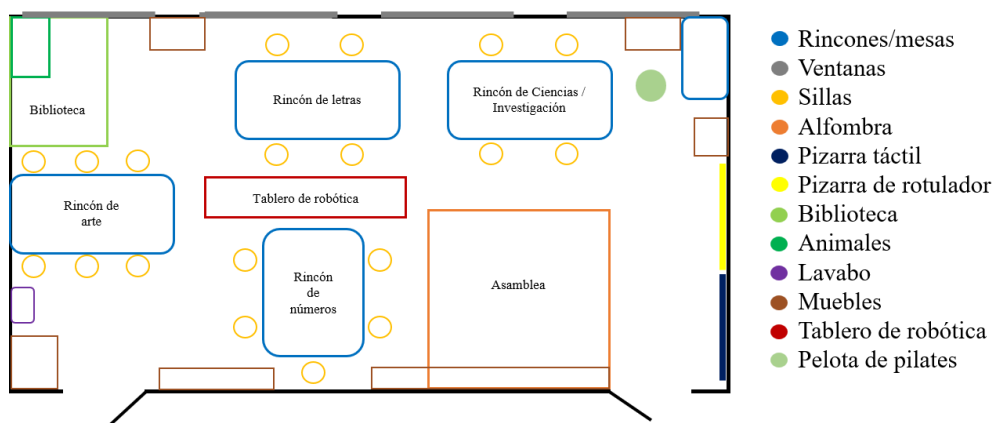 Biblioteca
Rincón de letras
Rincón de Ciencias /
Investigación
Rincón de
arte
Tablero de robótica
Rincón
de
números
Asamblea
Rincones/mesas
Ventanas
Sillas
Alfombra
Pizarra táctil
Pizarra de rotulador
Biblioteca
Animales
Lavabo
Muebles
Tablero de robótica
Pelota de pilates